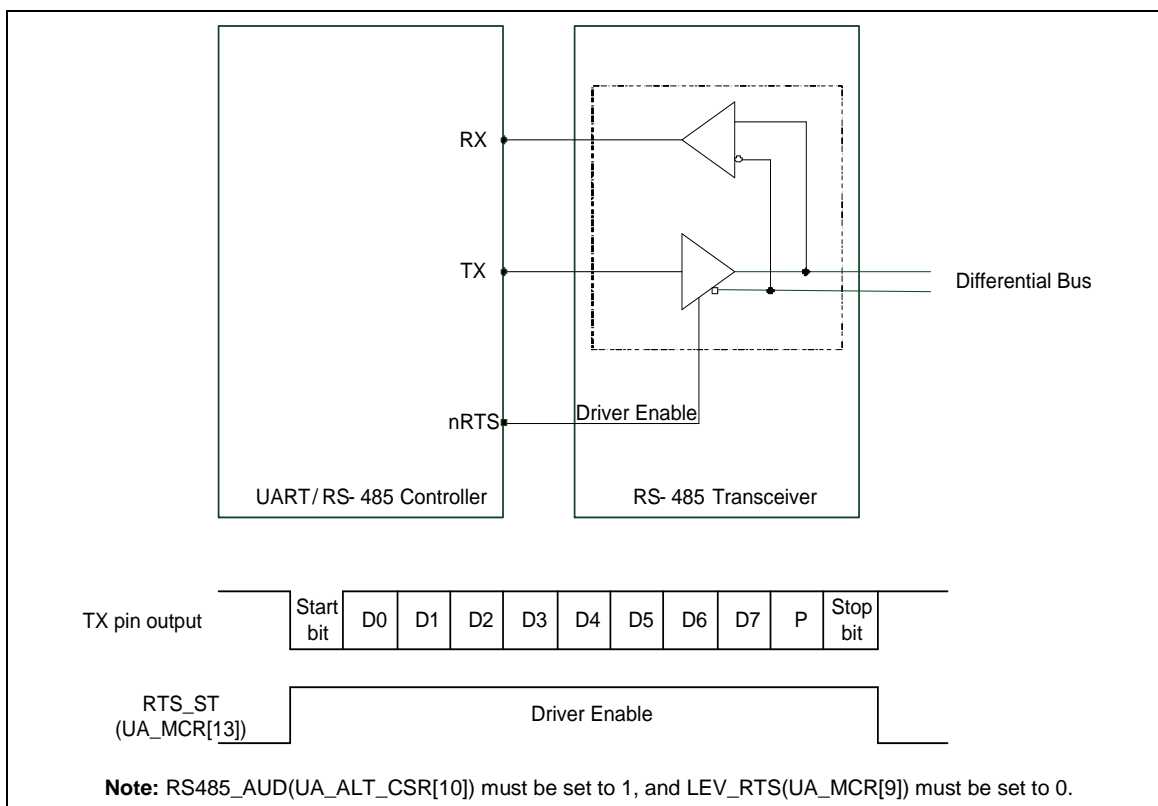 RX
TX
Differential Bus
nRTS
Driver Enable
UART/RS-485 Controller
RS-485 Transceiver
TX pin output
Start bit
D0
D1
D2
D3
D4
D5
D6
D7
P
Stop bit
RTS_ST
(UA_MCR[13])
Driver Enable
Note: RS485_AUD(UA_ALT_CSR[10]) must be set to 1, and LEV_RTS(UA_MCR[9]) must be set to 0.